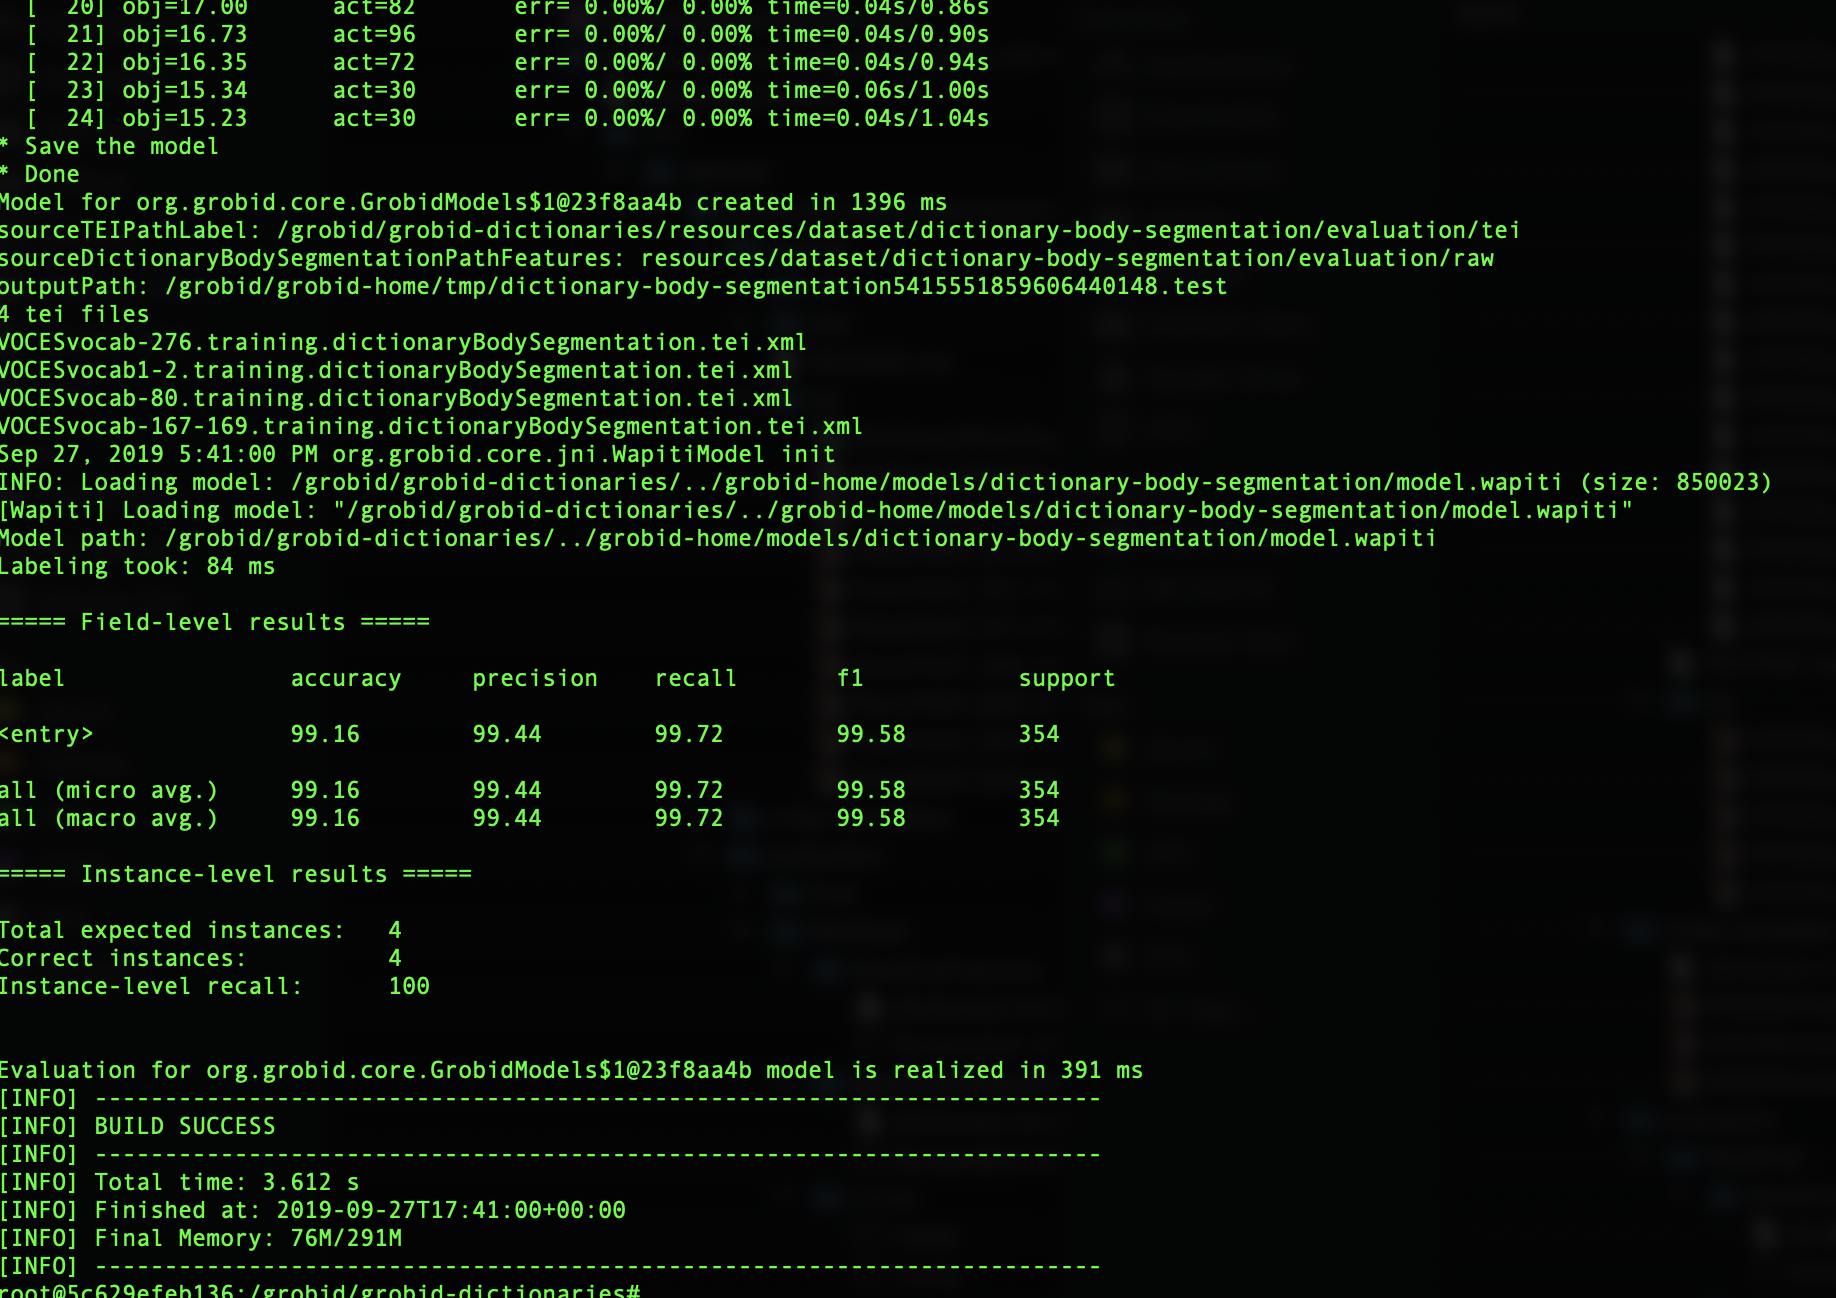 [  20] obj=17.00      act=82       err= 0.00%/ 0.00% time=0.04s/0.86s
[  21] obj=16.73      act=96       err= 0.00%/ 0.00% time=0.04s/0.90s
[  22] obj=16.35      act=72       err= 0.00%/ 0.00% time=0.04s/0.94s
[  23] obj=15.34      act=30       err= 0.00%/ 0.00% time=0.06s/1.00s
[  24] obj=15.23      act=30       err= 0.00%/ 0.00% time=0.04s/1.04s
* Save the model
* Done
Model for org.grobid.core.GrobidModels$1@23f8aa4b created in 1396 ms
sourceTEIPathLabel: /grobid/grobid-dictionaries/resources/dataset/dictionary-body-segmentation/evaluation/tei
sourceDictionaryBodySegmentationPathFeatures: resources/dataset/dictionary-body-segmentation/evaluation/raw
outputPath: /grobid/grobid-home/tmp/dictionary-body-segmentation5415551859606440148.test
4 tei files
VOCESvocab-276.training.dictionaryBodySegmentation.tei.xml
VOCESvocab1-2.training.dictionaryBodySegmentation.tei.xml
VOCESvocab-80.training.dictionaryBodySegmentation.tei.xml
VOCESvocab-167-169.training.dictionaryBodySegmentation.tei.xml
Sep 27, 2019 5:41:00 PM org.grobid.core.jni.WapitiModel init
INFO: Loading model: /grobid/grobid-dictionaries/../grobid-home/models/dictionary-body-segmentation/model.wapiti (size: 850023)
[Wapiti] Loading model: "/grobid/grobid-dictionaries/../grobid-home/models/dictionary-body-segmentation/model.wapiti"
Model path: /grobid/grobid-dictionaries/../grobid-home/models/dictionary-body-segmentation/model.wapiti
Labeling took: 84 ms
===== Field-level results =====
label                accuracy     precision    recall       f1           support
<entry>              99.16        99.44        99.72        99.58        354
all (micro avg.)     99.16        99.44        99.72        99.58        354
all (macro avg.)     99.16        99.44        99.72        99.58        354
===== Instance-level results =====
Total expected instances:   4
Correct instances:          4
Instance-level recall:      100
Evaluation for org.grobid.core.GrobidModels$1@23f8aa4b model is realized in 391 ms
[INFO] ------------------------------------------------------------------------
[INFO] BUILD SUCCESS
[INFO] ------------------------------------------------------------------------
[INFO] Total time: 3.612 s
[INFO] Finished at: 2019-09-27T17:41:00+00:00
[INFO] Final Memory: 76M/291M
[INFO] ------------------------------------------------------------------------
root@5c629efeb136:/grobid/grobid-dictionaries#